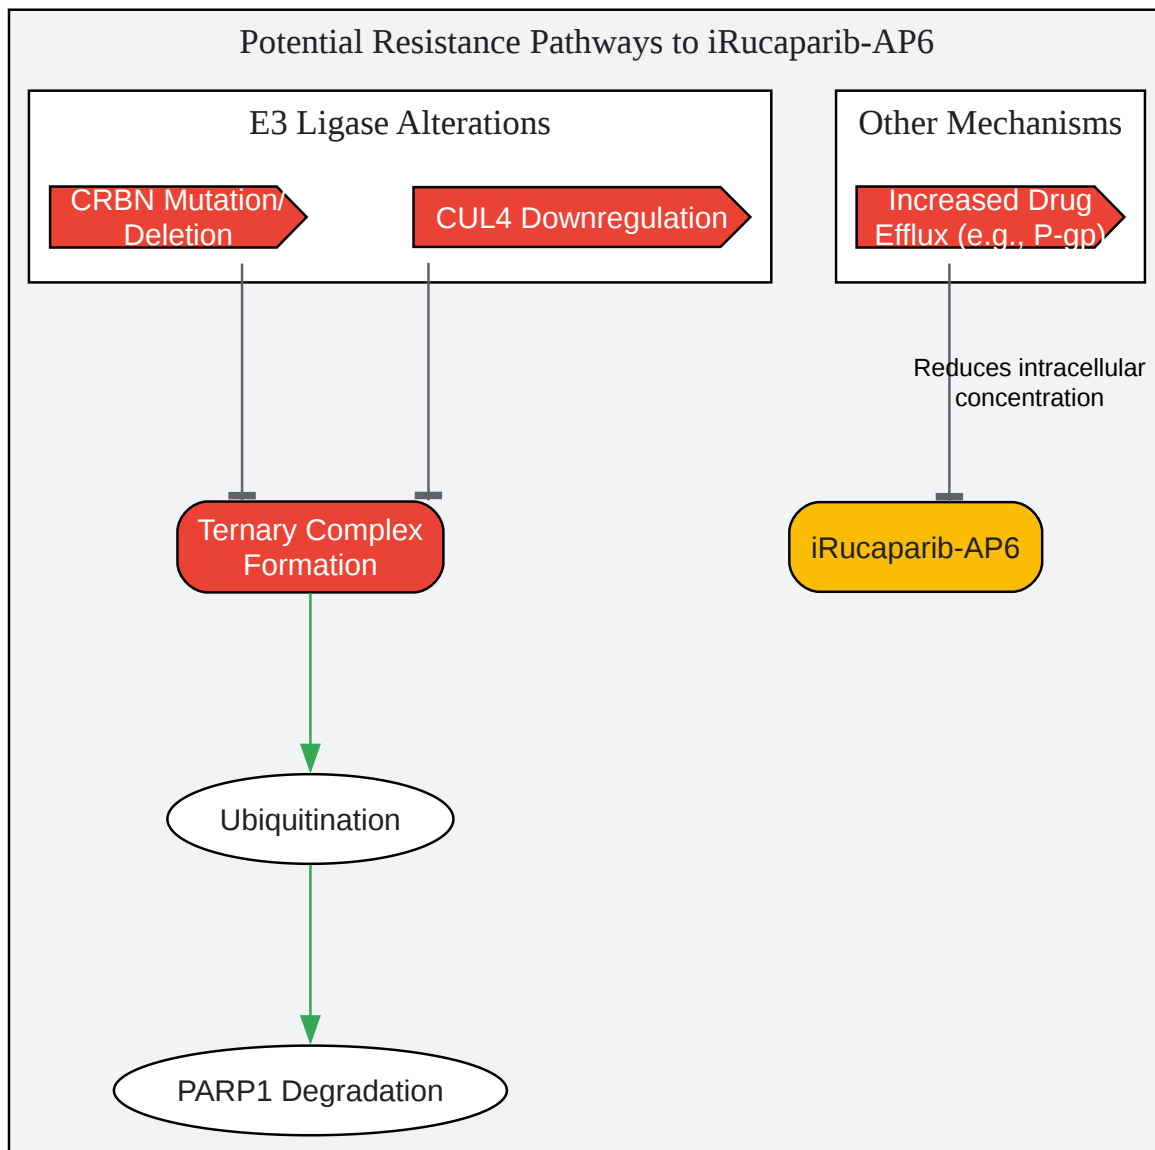 Potential Resistance Pathways to iRucaparib-AP6
E3 Ligase Alterations
Other Mechanisms
CRBN Mutation/
Deletion
CUL4 Downregulation
Increased Drug
Efflux (e.g., P-gp)
Reduces intracellular
concentration
Ternary Complex
Formation
iRucaparib-AP6
Ubiquitination
PARP1 Degradation